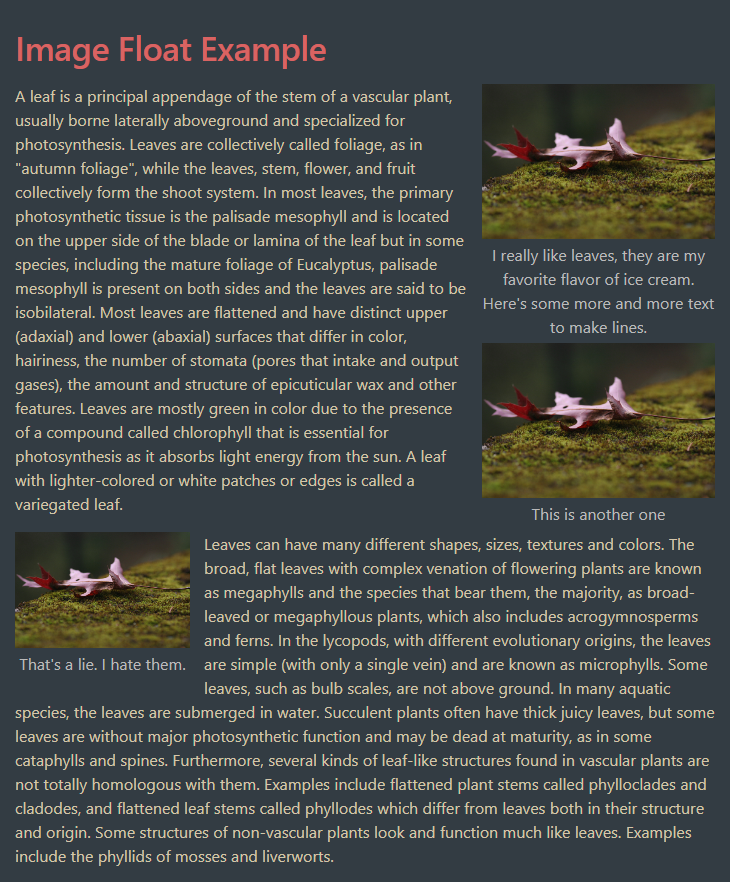 Image Float Example
A leaf is a principal appendage of the stem of a vascular plant,
usually borne laterally aboveground and specialized for
photosynthesis. Leaves are collectively called foliage, as in
"autumn foliage", while the leaves, stem, flower, and fruit
collectively form the shoot system. In most leaves, the primary
photosynthetic tissue is the palisade mesophyll and is located
on the upper side of the blade or lamina of the leaf but in some
species, including the mature foliage of Eucalyptus, palisade
mesophyll is present on both sides and the leaves are said to be
isobilateral. Most leaves are flattened and have distinct upper
(adaxial) and lower (abaxial) surfaces that differ in color,
hairiness, the number of stomata (pores that intake and output
gases), the amount and structure of epicuticular wax and other
features. Leaves are mostly green in color due to the presence
of a compound called chlorophyll that is essential for
photosynthesis as it absorbs light energy from the sun. A leaf
with lighter-colored or white patches or edges is called a
variegated leaf.
I really like leaves, they are my
favorite flavor of ice cream.
Here's some more and more text
to make lines.
This is another one
That's a lie. I hate them.
Leaves can have many different shapes, sizes, textures and colors. The
broad, flat leaves with complex venation of flowering plants are known
as megaphylls and the species that bear them, the majority, as broad-
leaved or megaphyllous plants, which also includes acrogymnosperms
and ferns. In the lycopods, with different evolutionary origins, the leaves
are simple (with only a single vein) and are known as microphylls. Some
leaves, such as bulb scales, are not above ground. In many aquatic
species, the leaves are submerged in water. Succulent plants often have thick juicy leaves, but some
leaves are without major photosynthetic function and may be dead at maturity, as in some
cataphylls and spines. Furthermore, several kinds of leaf-like structures found in vascular plants are
not totally homologous with them. Examples include flattened plant stems called phylloclades and
cladodes, and flattened leaf stems called phyllodes which differ from leaves both in their structure
and origin. Some structures of non-vascular plants look and function much like leaves. Examples
include the phyllids of mosses and liverworts.